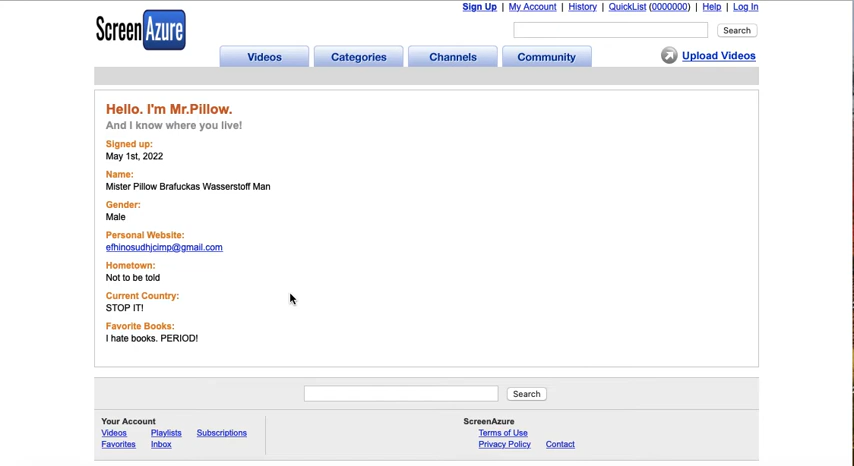 Sign Up | My Account | History | QuickList (0000000) | Help | Log In
ScreenAzure
Search
Videos Categories Channels Community Upload Videos
Hello. I'm Mr.Pillow.
And I know where you live!
Signed up:
May 1st, 2022
Name:
Mister Pillow Brafuckas Wasserstoff Man
Gender:
Male
Personal Website:
efhinosudhjcimp@gmail.com
Hometown:
Not to be told
Current Country:
STOP IT!
Favorite Books:
I hate books. PERIOD!
Search
Your Account ScreenAzure
Videos Playlists Subscriptions Terms of Use
Favorites Inbox Privacy Policy Contact